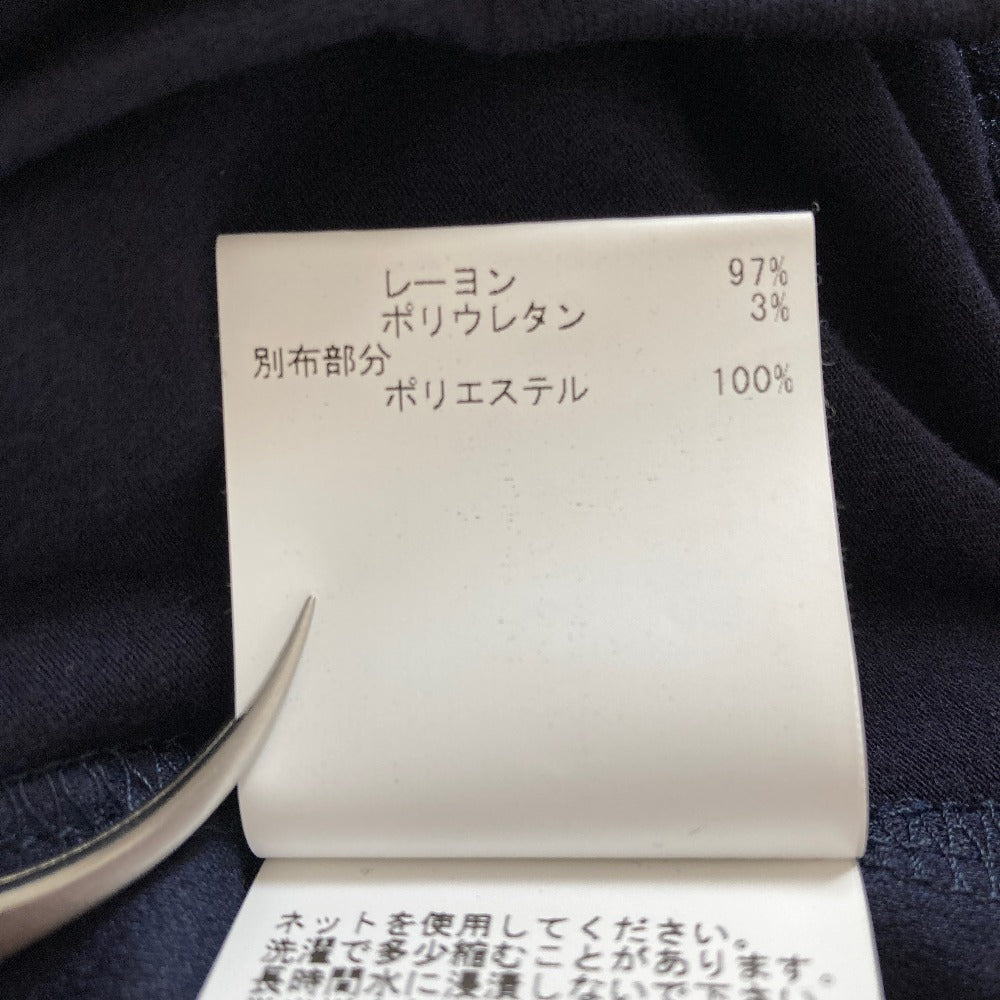 レーヨン 97%
ポリウレタン 3%
別布部分
ポリエステル 100%
ネットを使用してください。
洗濯で多少縮むことがあります。
長時間水に浸漬しないで下さい。